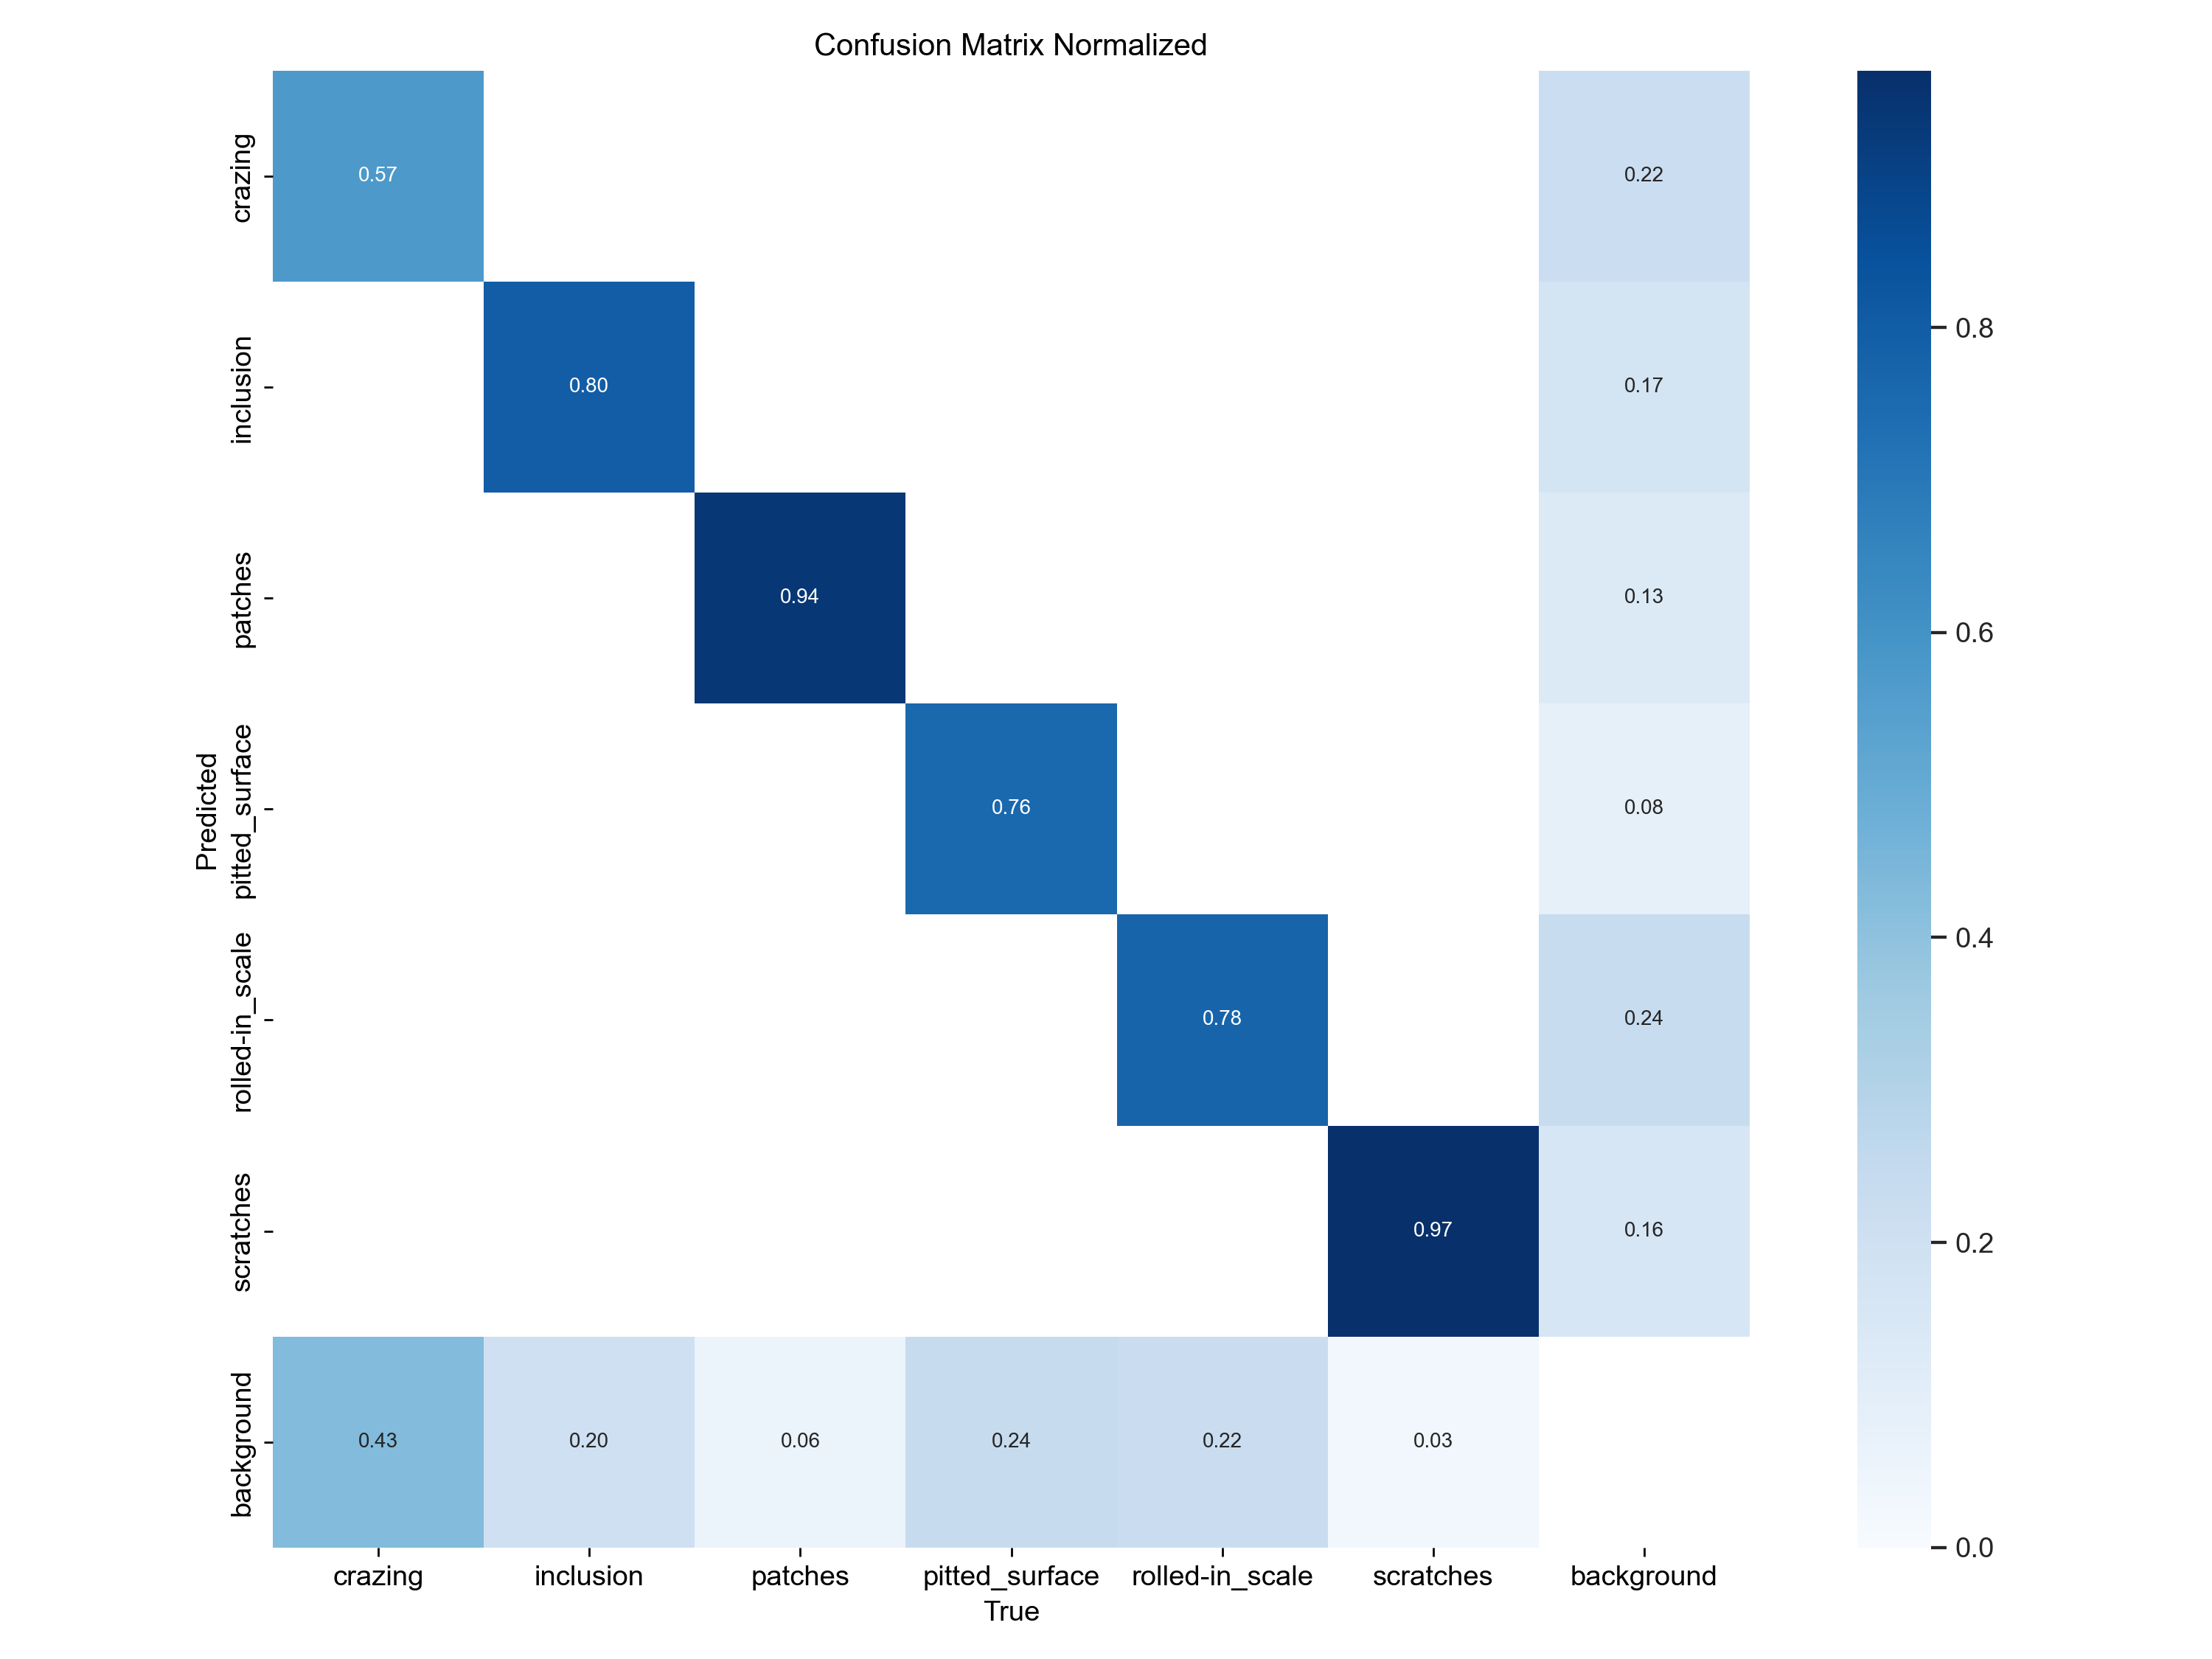 Confusion Matrix Normalized
crazing
0.57
0.22
inclusion
0.80
0.17
0.8
patches
0.94
0.13
0.6
Predicted
pitted_surface
0.76
0.08
0.4
rolled-in_scale
0.78
0.24
scratches
0.97
0.16
0.2
background
0.43
0.20
0.06
0.24
0.22
0.03
0.0
crazing
inclusion
patches
pitted_surface
rolled-in_scale
scratches
background
True